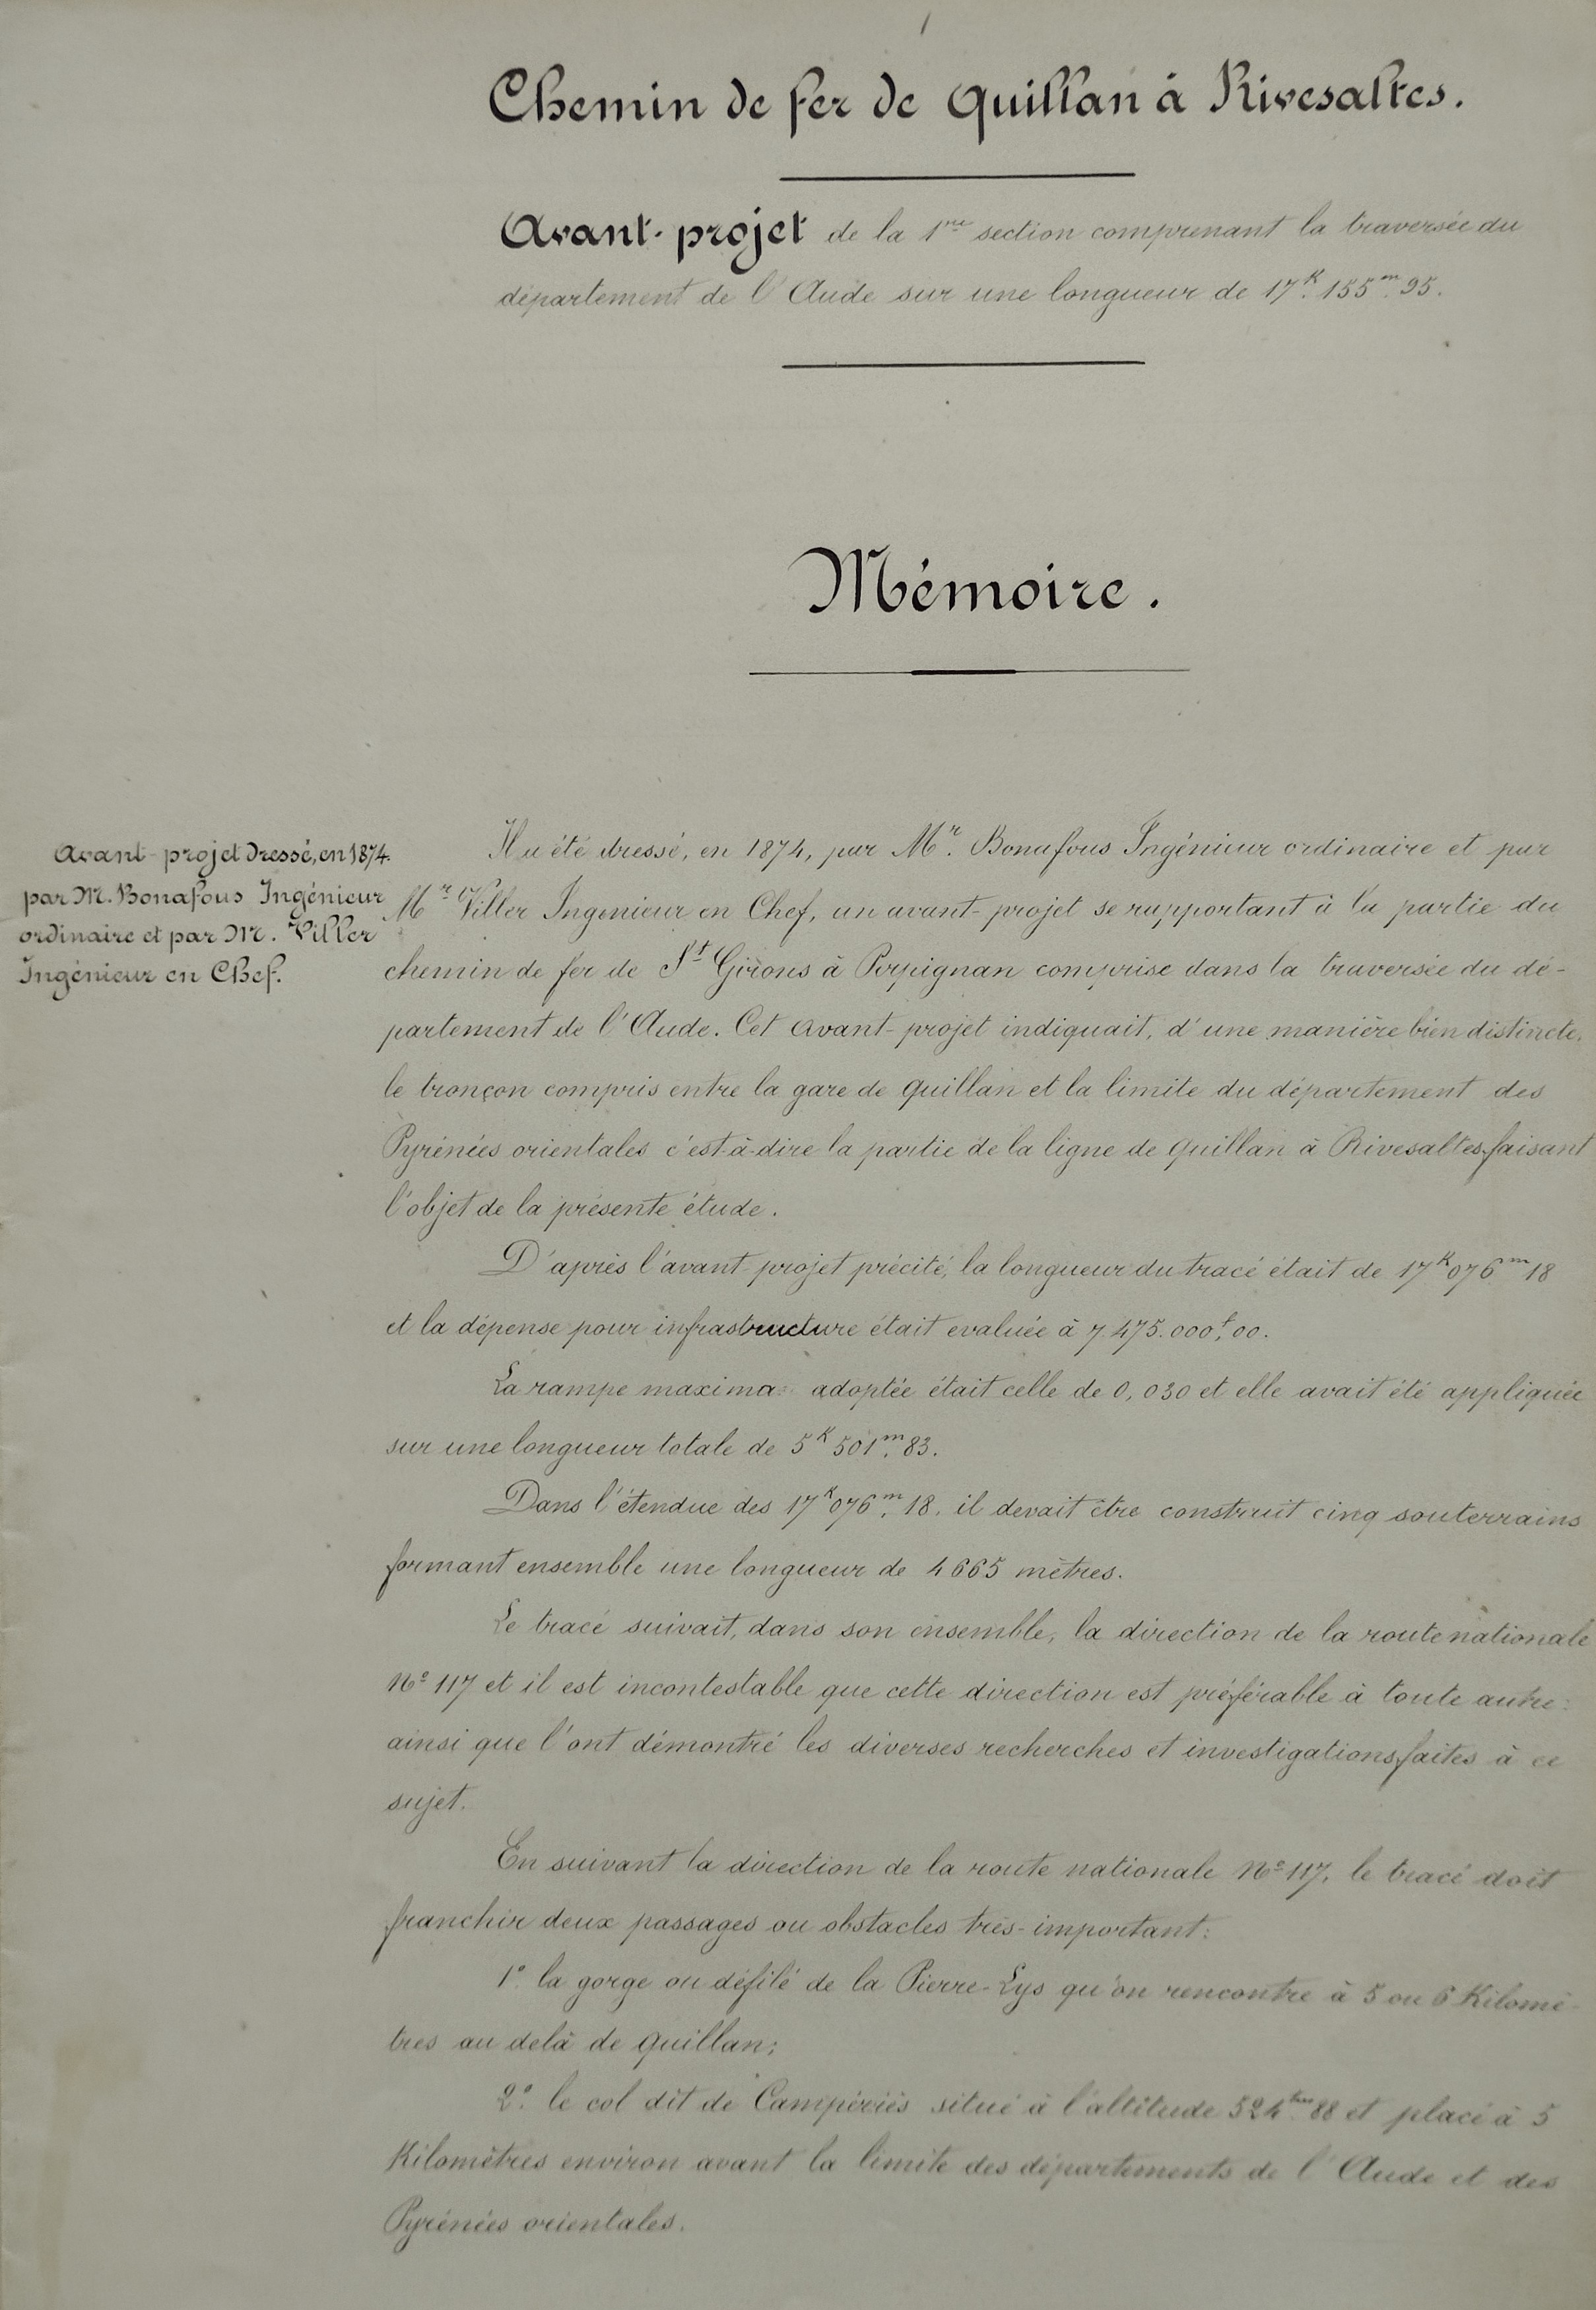 Chemin de fer de Quillan à Rivesaltes.
Avant-projet de la 1re section comprenant la traversée du
département de l'Aude sur une longueur de 17K.155m.95.
Mémoire.
Avant-projet dressé, en 1874.
par M. Bonafous Ingénieur
ordinaire et par Mr. Viller
Ingénieur en Chef.
Il a été dressé, en 1874, par Mr. Bonafous Ingénieur ordinaire et par
Mr Viller Ingenieur en Chef, un avant-projet se rapportant à la partie du
chemin de fer de St Girons à Perpignan comprise dans la traversée du dé-
partement de l'Aude. Cet avant-projet indiquait, d'une manière bien distincte,
le tronçon compris entre la gare de Quillan et la limite du département des
Pyrénées orientales c'est-à-dire la partie de la ligne de Quillan à Rivesaltes faisant
l'objet de la présente étude.
D'après l'avant-projet précité, la longueur du tracé était de 17K076m18
et la dépense pour infrastructure était evaluée à 7.475.000f,00.
La rampe maxima adoptée était celle de 0,030 et elle avait été appliquée
sur une longueur totale de 5K501m.83.
Dans l'étendue des 17K076m.18. il devait être construit cinq souterrains
formant ensemble une longueur de 4665 mètres.
Le tracé suivait, dans son ensemble, la direction de la route nationale
No 117 et il est incontestable que cette direction est préférable à toute autre
ainsi que l'ont démontré les diverses recherches et investigations faites à ce
sujet.
En suivant la direction de la route nationale No 117, le tracé doit
franchir deux passages ou obstacles très-important:
1o. la gorge ou défilé de la Pierre-Lys qu'on rencontre à 5 ou 6 Kilomè-
tres au delà de Quillan;
2o. le col dit de Campériès situé à l'altitude 524 88 et placé à 5
Kilomètres environ avant la limite des départements de l'Aude et des
Pyrénées orientales.